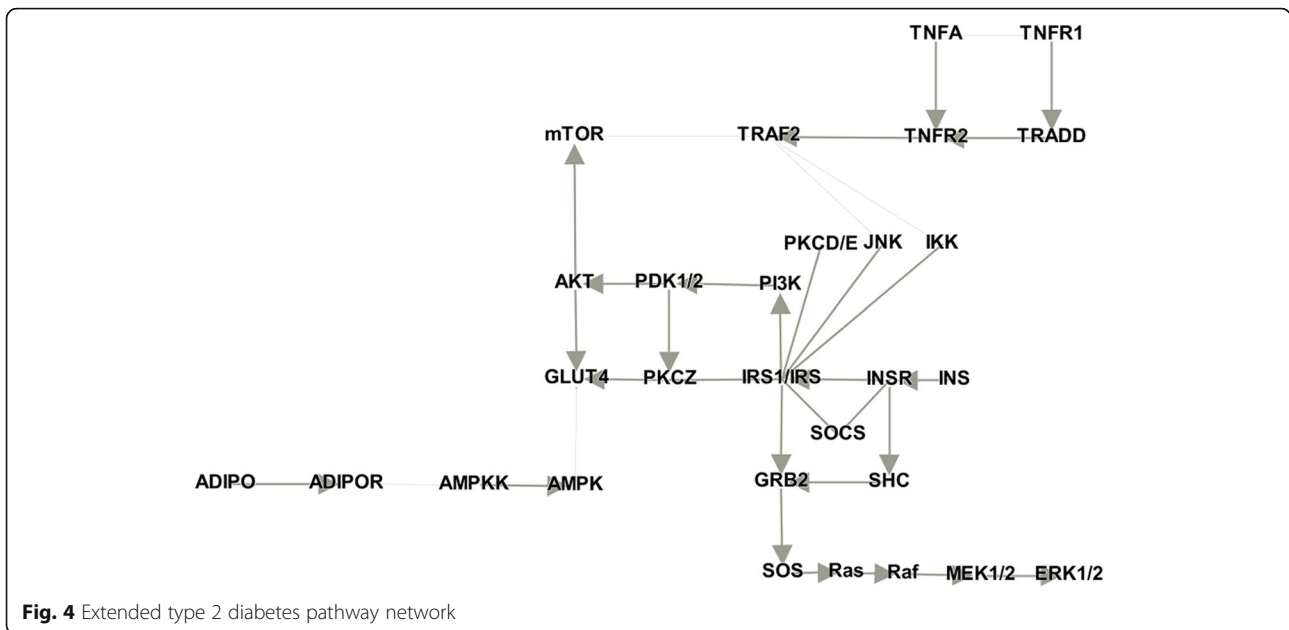 TNFA TNFR1
mTOR TRAF2 TNFR2 TRADD
PKCD/E JNK IKK
AKT PDK1/2 PI3K
GLUT4 PKCZ IRS1/IRS INSR INS
SOCS
ADIPO ADIPOR AMPKK AMPK GRB2 SHC
SOS Ras Raf MEK1/2 ERK1/2
Fig. 4 Extended type 2 diabetes pathway network